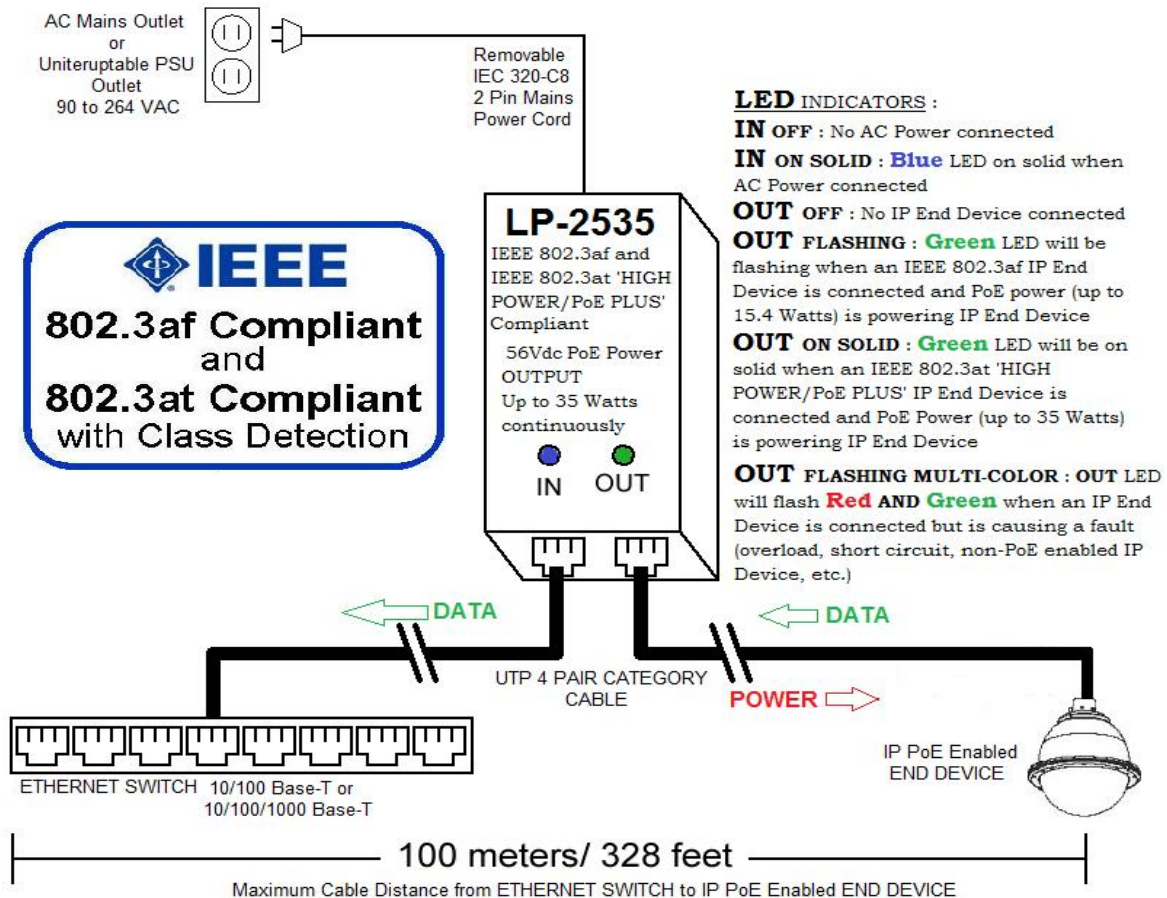 AC Mains Outlet
or
Uniteruptable PSU
Outlet
90 to 264 VAC
Removable
IEC 320-C8
2 Pin Mains
Power Cord
IEEE
802.3af Compliant
and
802.3at Compliant
with Class Detection
LP-2535
IEEE 802.3af and
IEEE 802.3at 'HIGH
POWER/PoE PLUS'
Compliant
56Vdc PoE Power
OUTPUT
Up to 35 Watts
continuously
IN
OUT
LED INDICATORS :
IN OFF : No AC Power connected
IN ON SOLID : Blue LED on solid when
AC Power connected
OUT OFF : No IP End Device connected
OUT FLASHING : Green LED will be
flashing when an IEEE 802.3af IP End
Device is connected and PoE power (up to
15.4 Watts) is powering IP End Device
OUT ON SOLID : Green LED will be on
solid when an IEEE 802.3at 'HIGH
POWER/PoE PLUS' IP End Device is
connected and PoE Power (up to 35 Watts)
is powering IP End Device
OUT FLASHING MULTI-COLOR : OUT LED
will flash Red AND Green when an IP End
Device is connected but is causing a fault
(overload, short circuit, non-PoE enabled IP
Device, etc.)
DATA
DATA
UTP 4 PAIR CATEGORY
CABLE
POWER
IP PoE Enabled
END DEVICE
ETHERNET SWITCH 10/100 Base-T or
10/100/1000 Base-T
100 meters/ 328 feet
Maximum Cable Distance from ETHERNET SWITCH to IP PoE Enabled END DEVICE